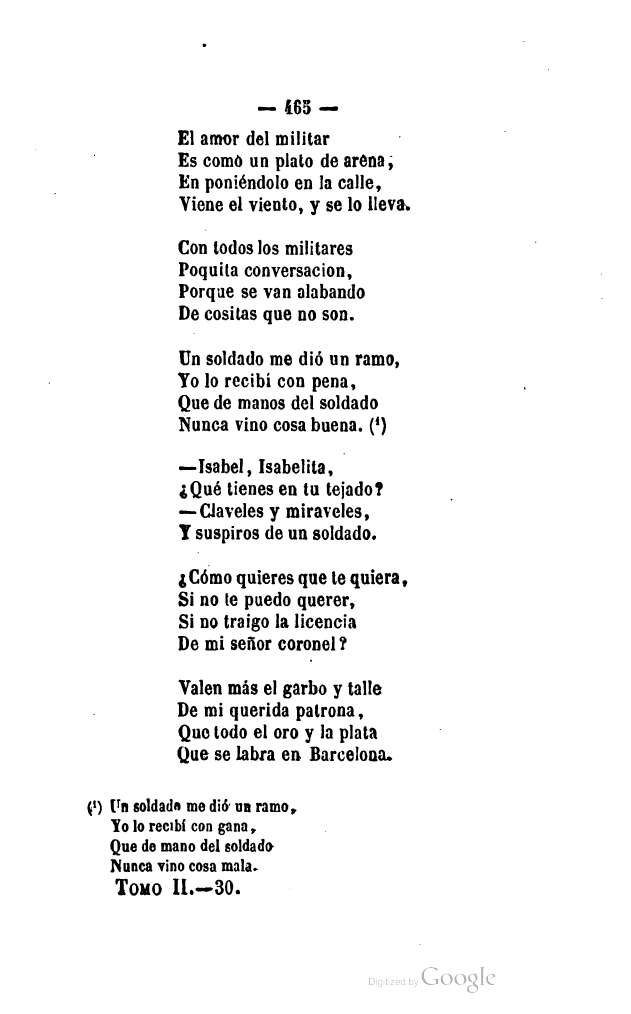 — 465 —
El amor del militar
Es como un plato de arena;
En poniéndolo en la calle,
Viene el viento, y se lo lleva.
Con todos los militares
Poquita conversacion,
Porque se van alabando
De cositas que no son.
Un soldado me dió un ramo,
Yo lo recibí con pena,
Que de manos del soldado
Nunca vino cosa buena. (¹)
—Isabel, Isabelita,
¿Qué tienes en tu tejado?
—Claveles y miraveles,
Y suspiros de un soldado.
¿Cómo quieres que te quiera,
Si no te puedo querer,
Si no traigo la licencia
De mi señor coronel?
Valen más el garbo y talle
De mi querida patrona,
Que todo el oro y la plata
Que se labra en Barcelona.
(¹) Un soldado me dió un ramo,
Yo lo recibí con gana,
Que de mano del soldado
Nunca vino cosa mala.
TOMO II.—30.
Digitized by Google